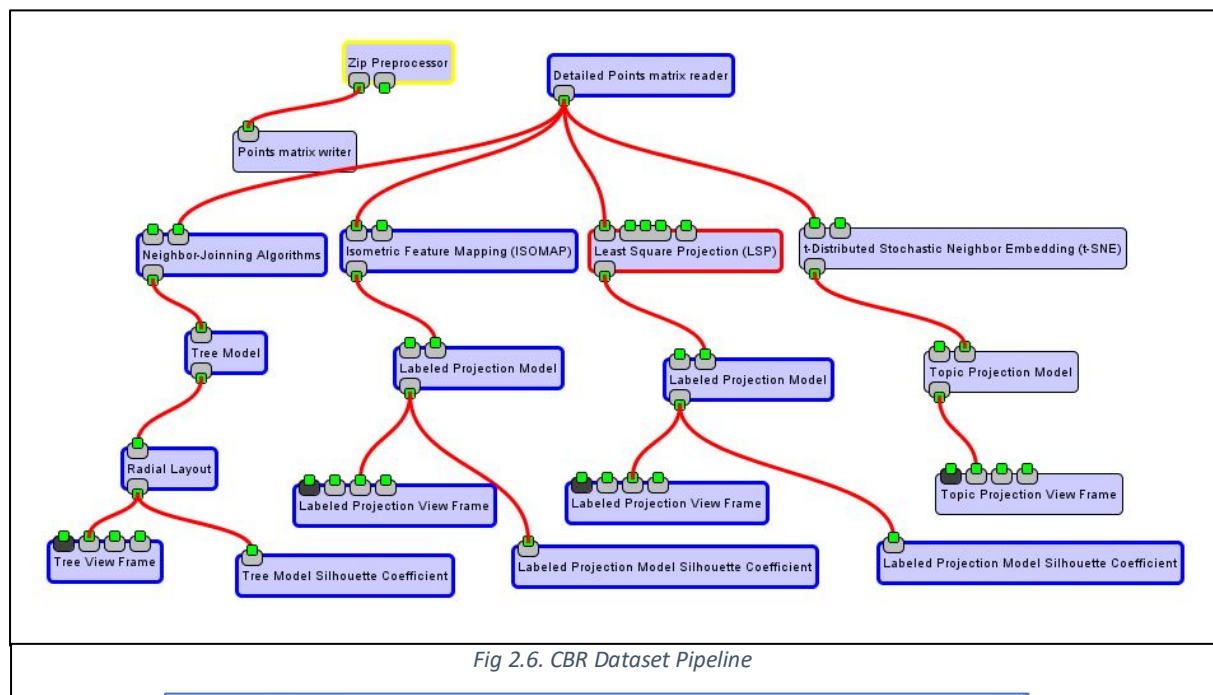 Zip Preprocessor
Detailed Points matrix reader
Points matrix writer
Neighbor-Joinning Algorithms
Isometric Feature Mapping (ISOMAP)
Least Square Projection (LSP)
t-Distributed Stochastic Neighbor Embedding (t-SNE)
Tree Model
Labeled Projection Model
Labeled Projection Model
Topic Projection Model
Radial Layout
Labeled Projection View Frame
Labeled Projection View Frame
Topic Projection View Frame
Tree View Frame
Tree Model Silhouette Coefficient
Labeled Projection Model Silhouette Coefficient
Labeled Projection Model Silhouette Coefficient
Fig 2.6. CBR Dataset Pipeline